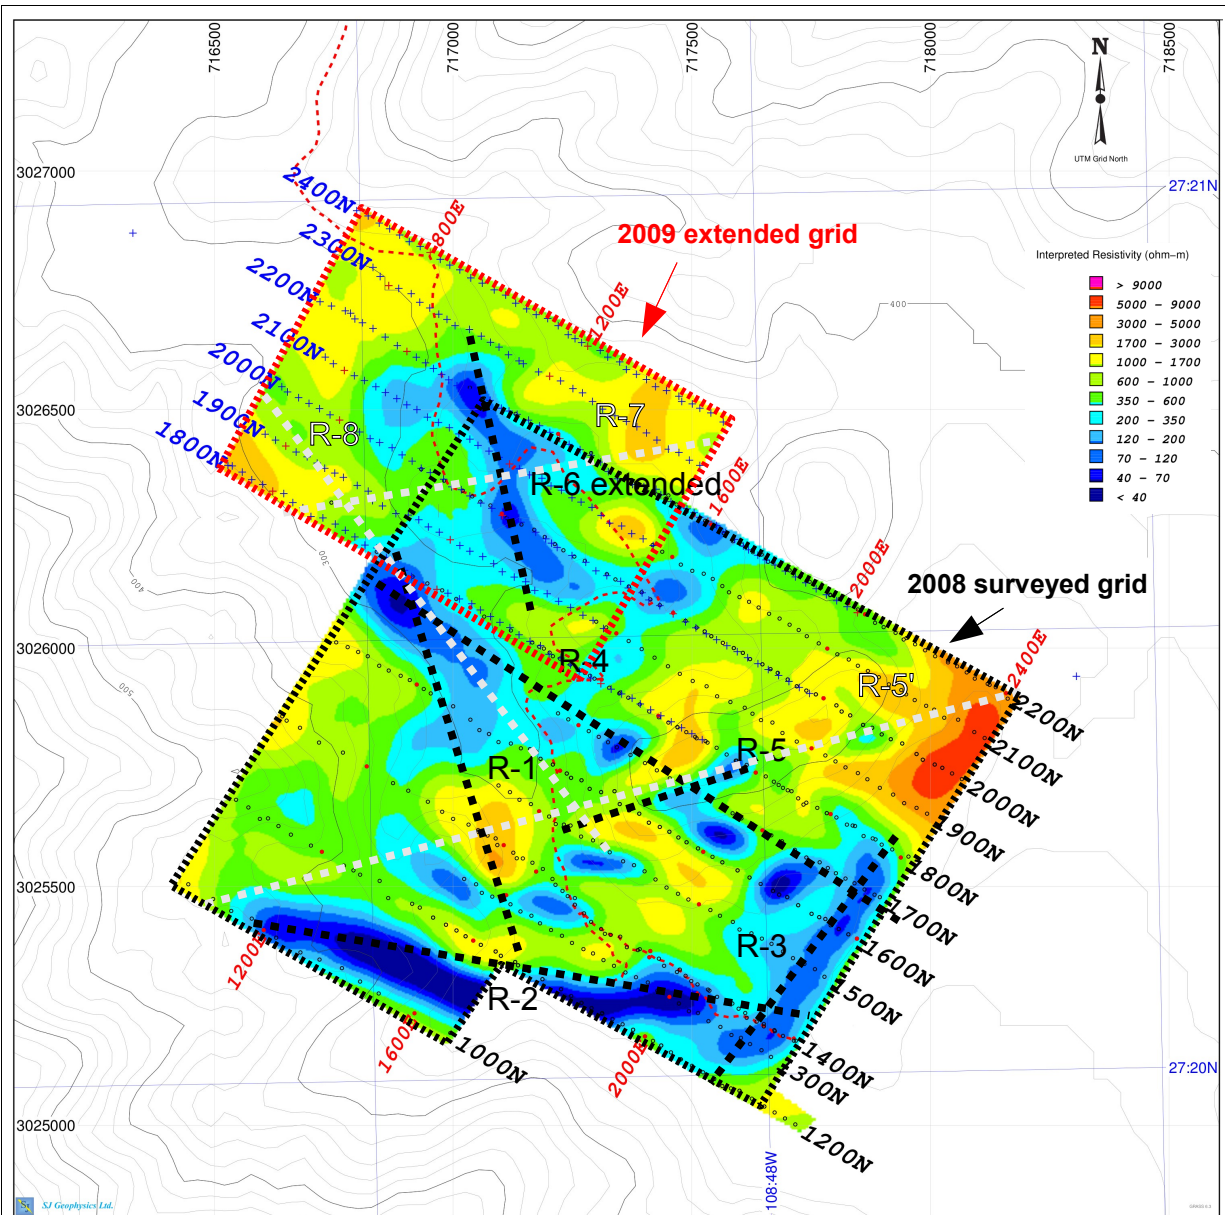 716500
717000
717500
718000
718500
N
UTM Grid North
3027000
27:21N
2400N
800E
2300N
2009 extended grid
Interpreted Resistivity (ohm-m)
> 9000
5000 - 9000
3000 - 5000
1700 - 3000
1000 - 1700
600 - 1000
350 - 600
200 - 350
120 - 200
70 - 120
40 - 70
< 40
2200N
1200E
400
2100N
2000N
1900N
1800N
3026500
R-7
R-8
R-6 extended
1600E
300
400
2000E
2008 surveyed grid
3026000
R-4
2400E
500
R-5'
2200N
R-5
2100N
R-1
2000N
1900N
3025500
1800N
1700N
1200E
R-3
1600N
R-2
1500N
1600E
1000N
2000E
1400N
1300N
27:20N
3025000
1200N
108:48W
SJ Geophysics Ltd.